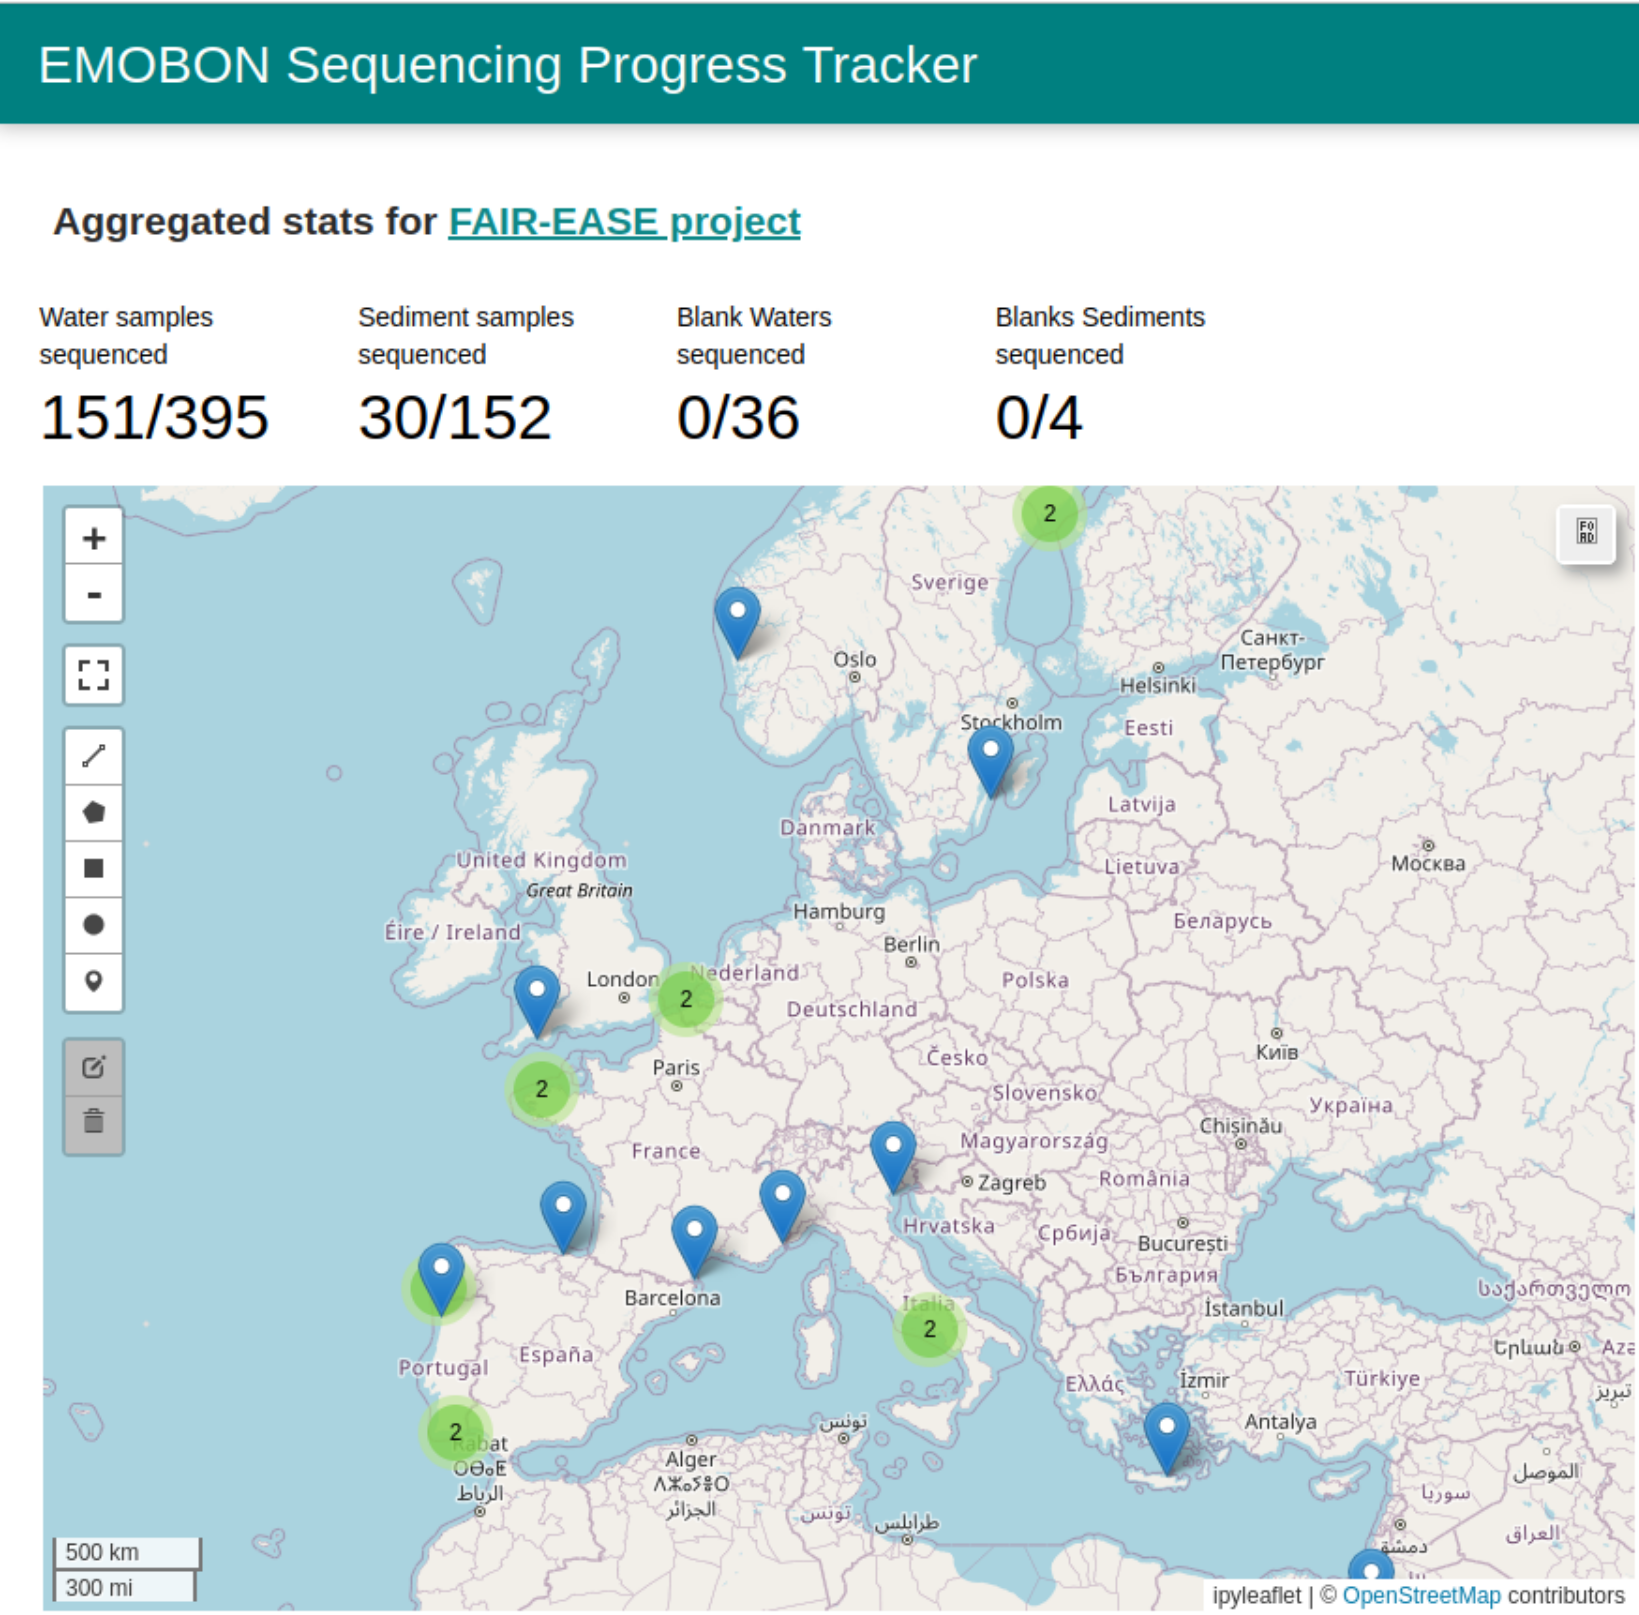 EMOBON Sequencing Progress Tracker
Aggregated stats for FAIR-EASE project
Water samples
sequenced
151/395
Sediment samples
sequenced
30/152
Blank Waters
sequenced
0/36
Blanks Sediments
sequenced
0/4
+
-
2
Sverige
Oslo
Helsinki
Санкт-
Петербург
Stockholm
Eesti
Latvija
Danmark
Lietuva
Москва
United Kingdom
Great Britain
Éire / Ireland
Hamburg
Berlin
Беларусь
London
2
Nederland
Deutschland
Polska
Česko
Київ
Paris
2
Slovensko
Україна
Chișinău
France
Magyarország
Zagreb
România
Hrvatska
Србија
București
България
Barcelona
Italia
2
İstanbul
საქართველო
Երևան
Aze
España
Portugal
Ελλάς
İzmir
Türkiye
تبريز
2
Rabat
ⵔⴱⴰⵟ
الرباط
Alger
ⴷⵣⴰⵢⴻⵔ
الجزائر
تونس
تونس
طرابلس
Antalya
الموصل
سوريا
دمشق
العراق
500 km
300 mi
ipyleaflet | © OpenStreetMap contributors